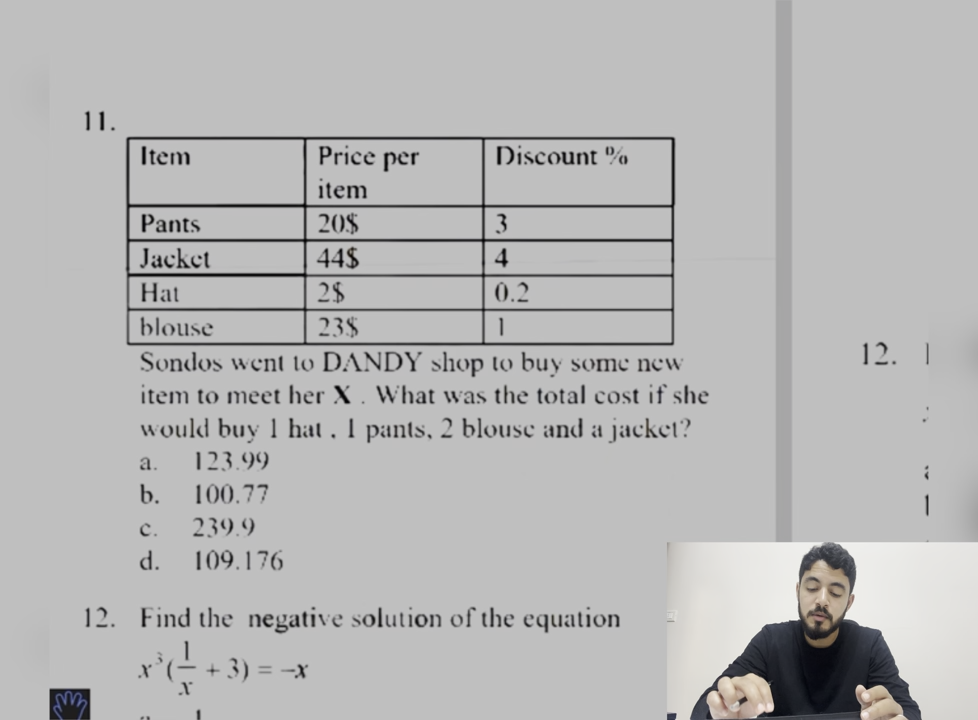 11.
Item Price per item Discount %
Pants 20$ 3
Jacket 44$ 4
Hat 2$ 0.2
blouse 23$ 1
Sondos went to DANDY shop to buy some new
item to meet her X . What was the total cost if she
would buy 1 hat , 1 pants, 2 blouse and a jacket?
a. 123.99
b. 100.77
c. 239.9
d. 109.176
12. Find the negative solution of the equation
x³(1/x + 3) = –x
12.